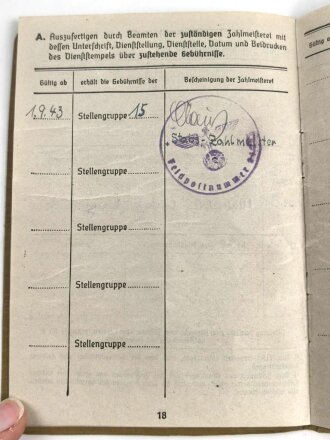 A. Auszufertigen durch Beamten der zuständigen Zahlmeisterei mit
dessen Unterschrift, Dienststellung, Dienststelle, Datum und Beidrucken
des Dienststempels über zustehende Gebührnisse.
Gültig ab erhält die Gebührnisse der Bescheinigung der Zahlmeisterei
1.9.43 Stellengruppe 15
Stabs-Zahlmeister
Feldpostnummer
Stellengruppe
Stellengruppe
Stellengruppe
Stellengruppe
18